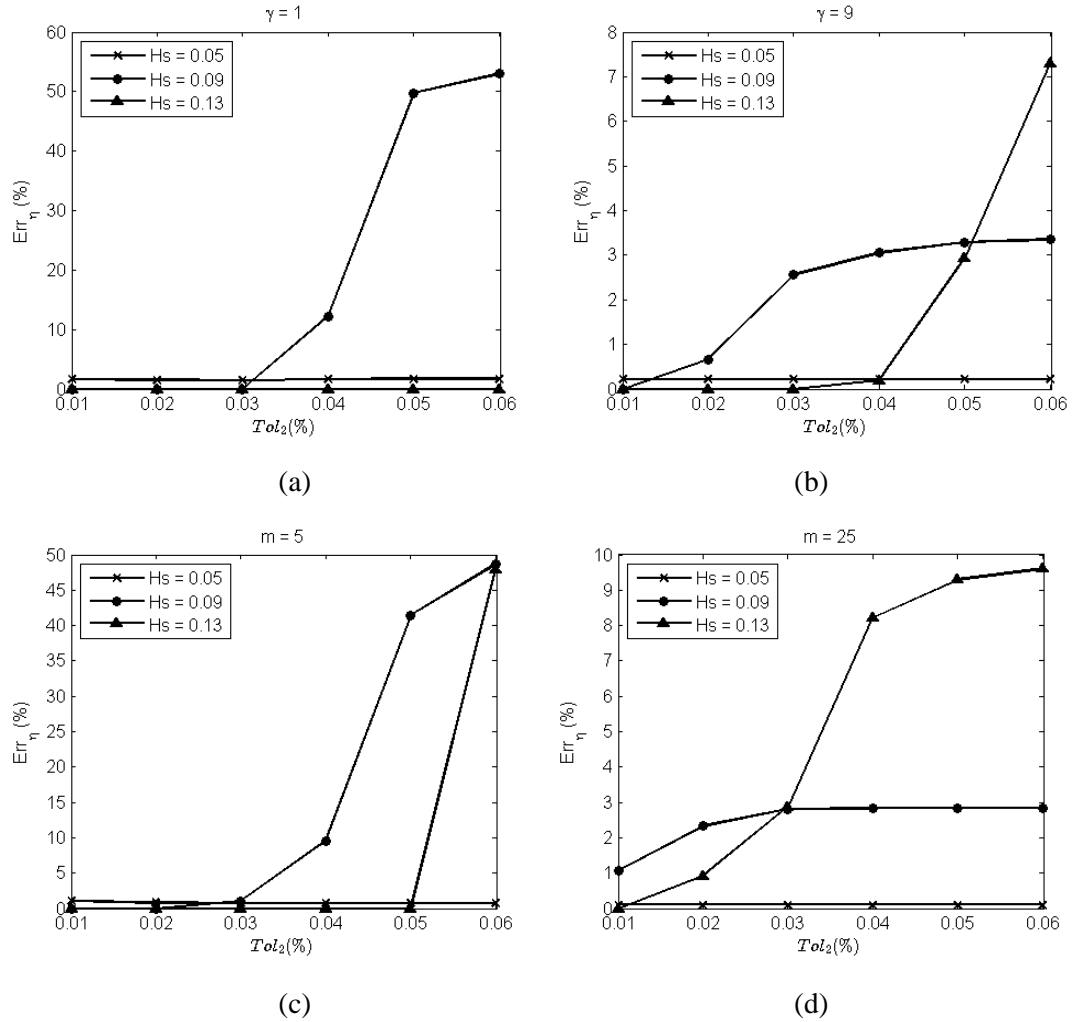 γ = 1
Hs = 0.05
Hs = 0.09
Hs = 0.13
Err_η (%)
60
50
40
30
20
10
0
0.01 0.02 0.03 0.04 0.05 0.06
Tol₂(%)
(a)
γ = 9
Hs = 0.05
Hs = 0.09
Hs = 0.13
Err_η (%)
8
7
6
5
4
3
2
1
0
0.01 0.02 0.03 0.04 0.05 0.06
Tol₂(%)
(b)
m = 5
Hs = 0.05
Hs = 0.09
Hs = 0.13
Err_η (%)
50
45
40
35
30
25
20
15
10
5
0
0.01 0.02 0.03 0.04 0.05 0.06
Tol₂(%)
(c)
m = 25
Hs = 0.05
Hs = 0.09
Hs = 0.13
Err_η (%)
10
9
8
7
6
5
4
3
2
1
0
0.01 0.02 0.03 0.04 0.05 0.06
Tol₂(%)
(d)